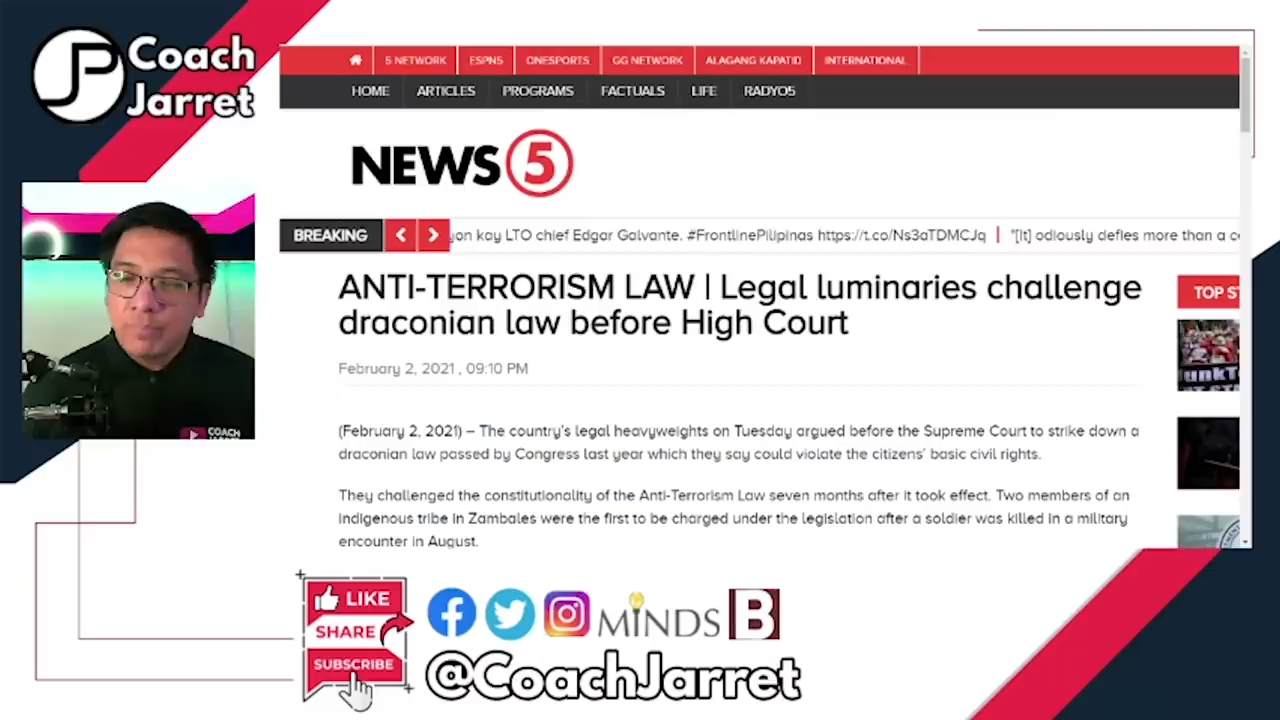 Coach
Jarret
5 NETWORK ESPN5 ONESPORTS GG NETWORK ALAGANG KAPATID INTERNATIONAL
HOME ARTICLES PROGRAMS FACTUALS LIFE RADYO5
NEWS 5
BREAKING yon kay LTO chief Edgar Galvante. #FrontlinePilipinas https://t.co/Ns3aTDMCJq | "[It] odiously defies more than a c
ANTI-TERRORISM LAW | Legal luminaries challenge
draconian law before High Court
TOP ST
February 2, 2021 , 09:10 PM
(February 2, 2021) – The country's legal heavyweights on Tuesday argued before the Supreme Court to strike down a
draconian law passed by Congress last year which they say could violate the citizens' basic civil rights.
They challenged the constitutionality of the Anti-Terrorism Law seven months after it took effect. Two members of an
indigenous tribe in Zambales were the first to be charged under the legislation after a soldier was killed in a military
encounter in August.
COACH
LIKE
SHARE
SUBSCRIBE
MINDS B
@CoachJarret